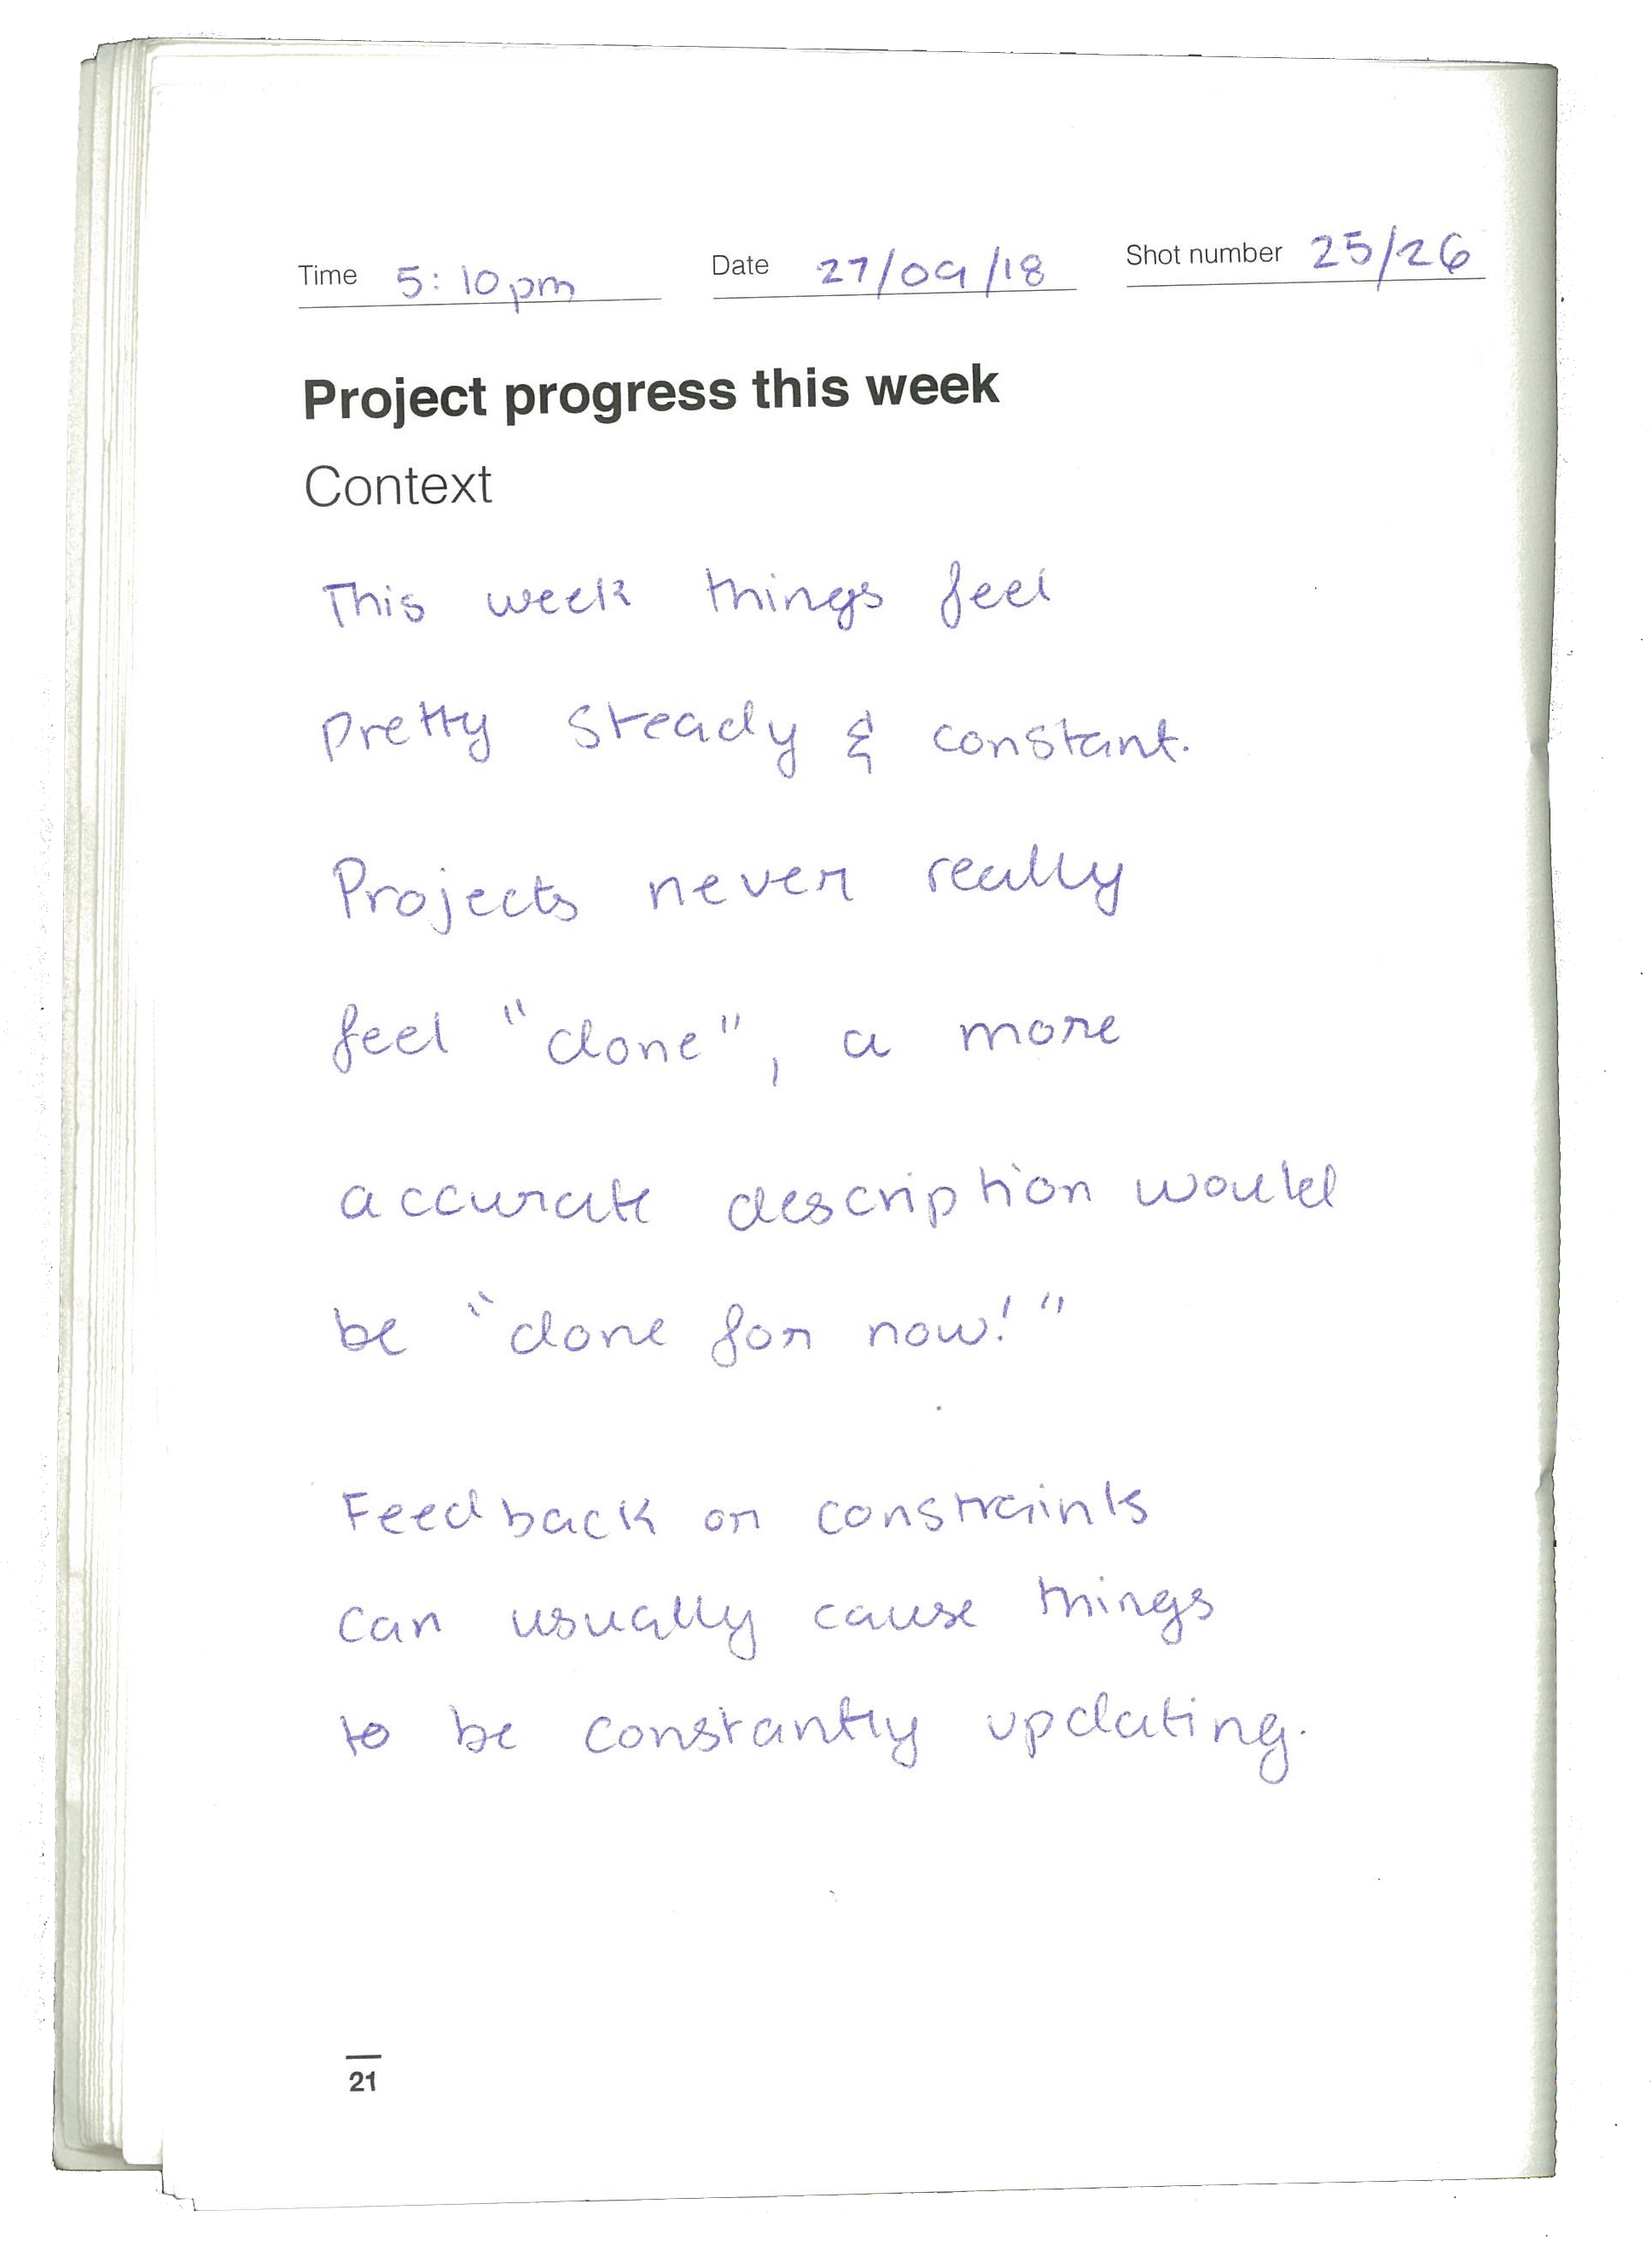 Time 5:10pm Date 27/09/18 Shot number 25/26
Project progress this week
Context
This week things feel
pretty steady & constant.
Projects never really
feel "done", a more
accurate description would
be "done for now!"
Feedback on constraints
can usually cause things
to be constantly updating.
21